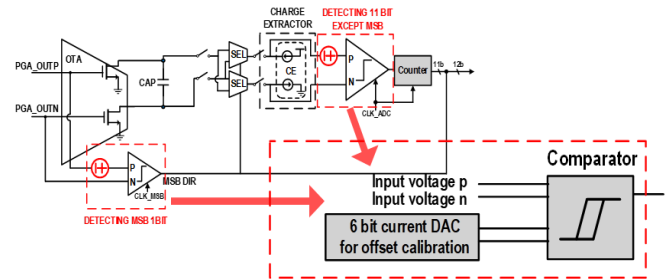 CHARGE
EXTRACTOR
DETECTING 11 BIT
EXCEPT MSB
PGA_OUTP
OTA
CAP
SEL
SEL
CE
P
N
Counter
11b
12b
CLK_ADC
PGA_OUTN
P
N
MSB DIR
CLK_MSB
DETECTING MSB 1BIT
Comparator
Input voltage p
Input voltage n
6 bit current DAC
for offset calibration